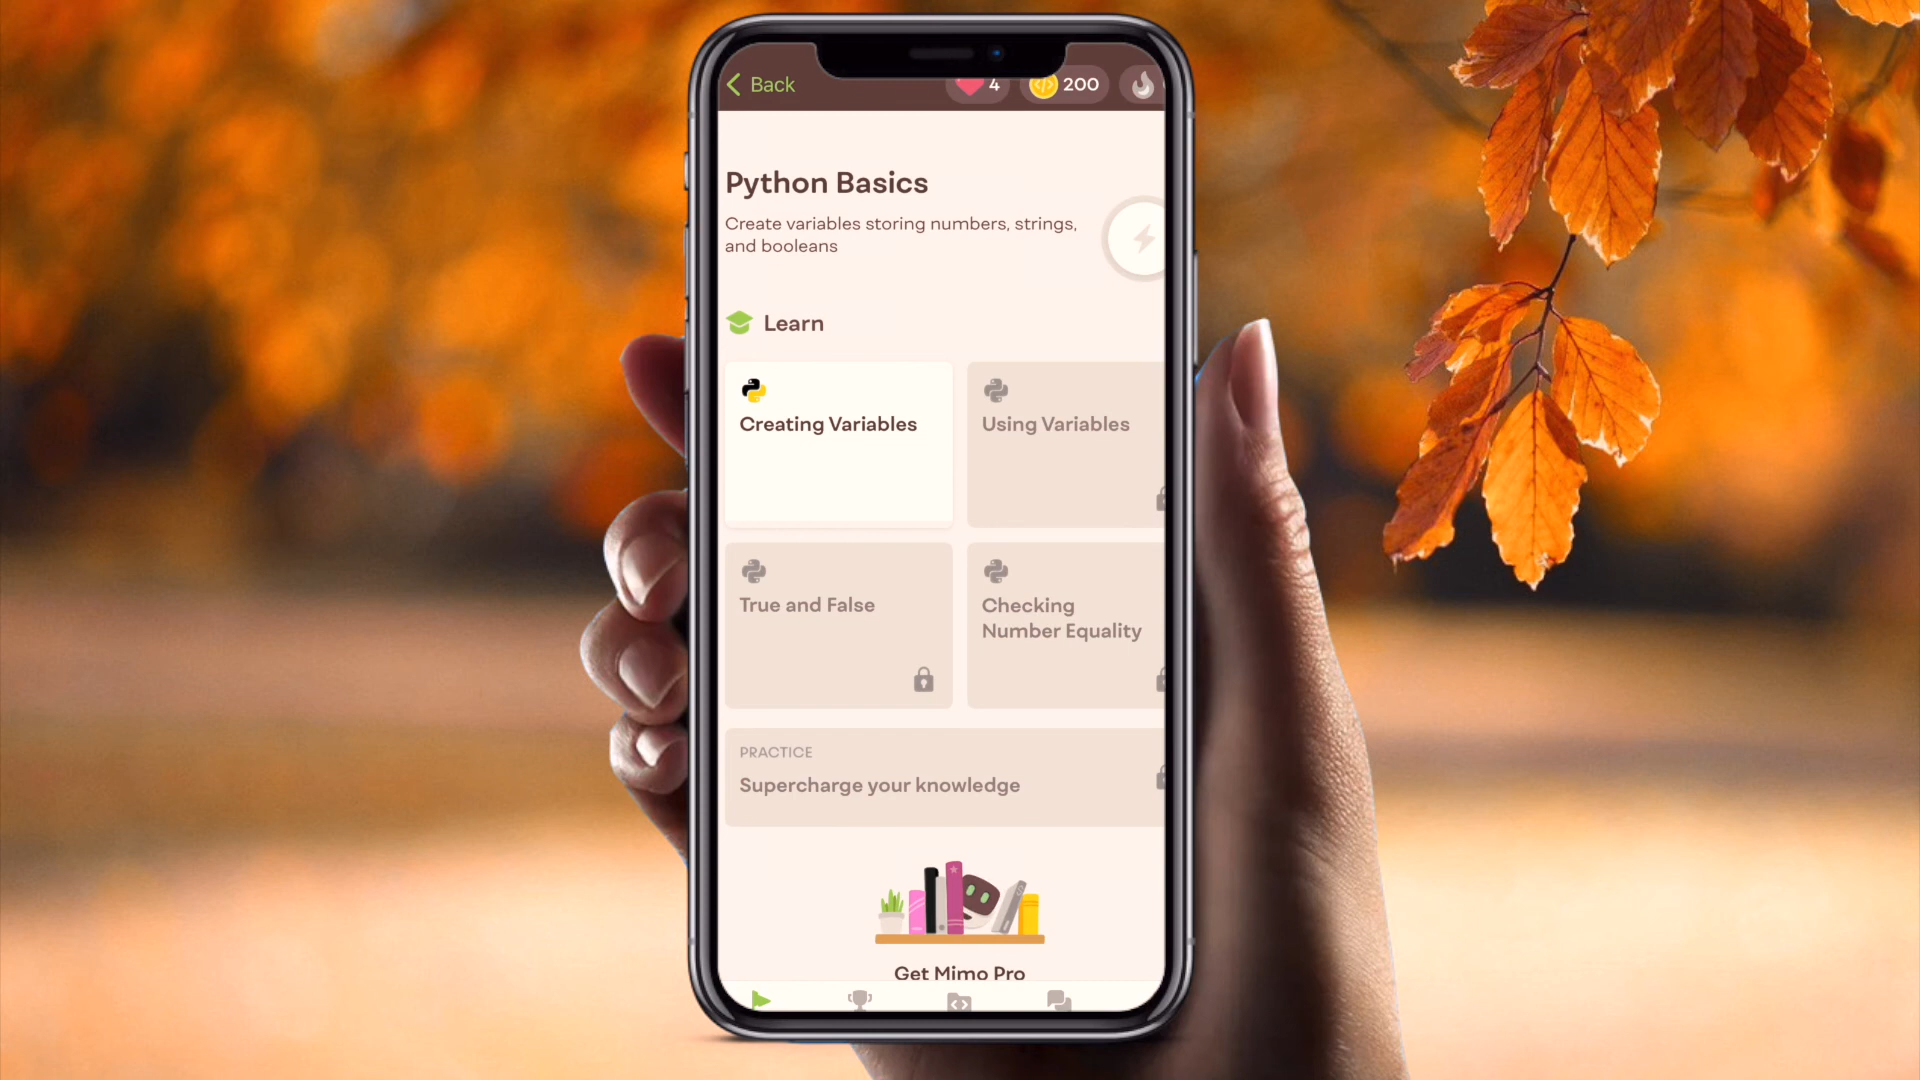 Back
4
200
Python Basics
Create variables storing numbers, strings,
and booleans
Learn
Creating Variables
Using Variables
True and False
Checking
Number Equality
PRACTICE
Supercharge your knowledge
Get Mimo Pro